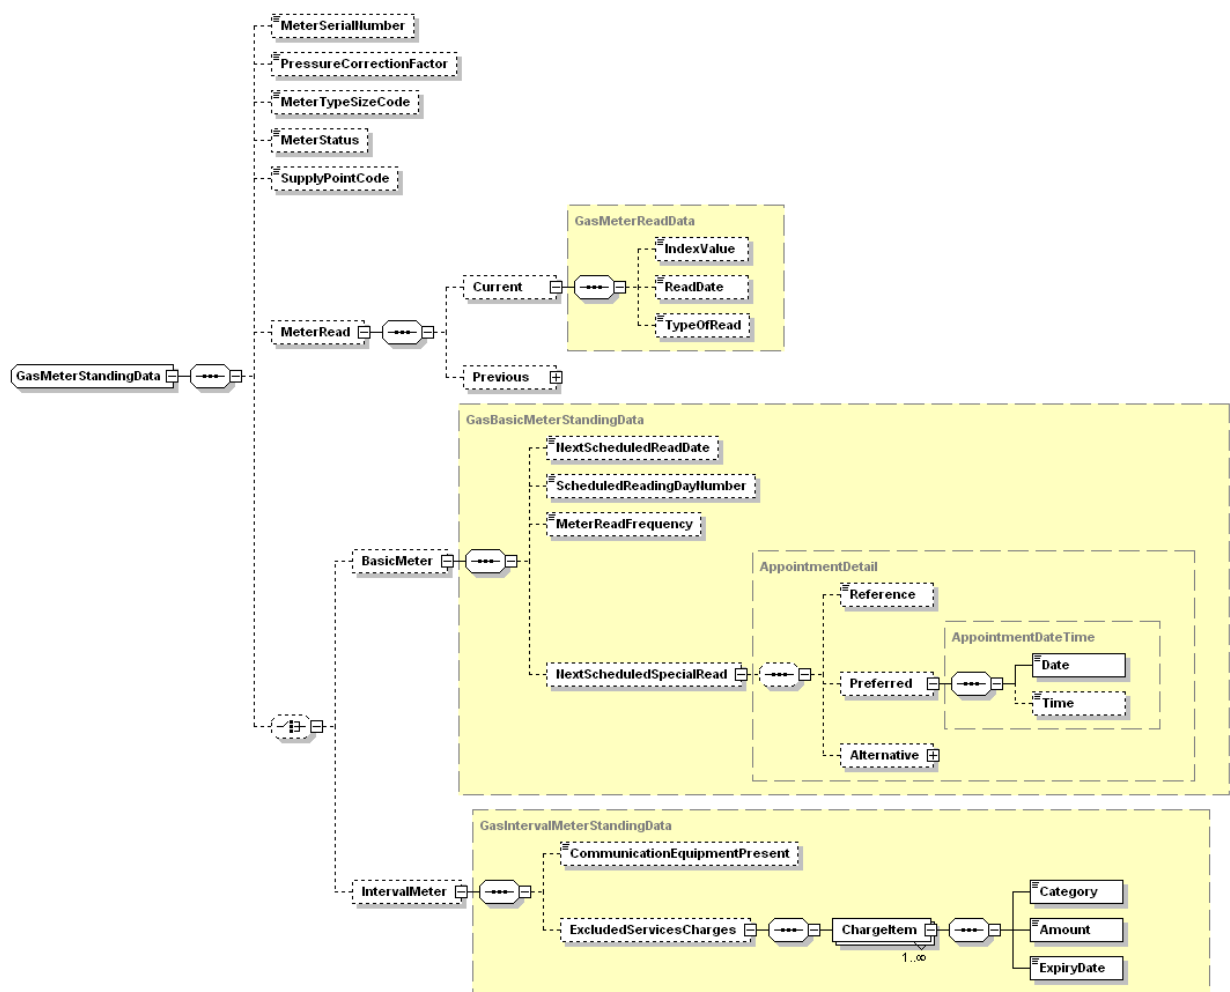 MeterSerialNumber
PressureCorrectionFactor
MeterTypeSizeCode
MeterStatus
SupplyPointCode
GasMeterReadData
IndexValue
Current
ReadDate
TypeOfRead
MeterRead
GasMeterStandingData
Previous
GasBasicMeterStandingData
NextScheduledReadDate
ScheduledReadingDayNumber
MeterReadFrequency
BasicMeter
AppointmentDetail
Reference
AppointmentDateTime
Date
NextScheduledSpecialRead
Preferred
Time
Alternative
GasIntervalMeterStandingData
CommunicationEquipmentPresent
IntervalMeter
Category
ExcludedServicesCharges
ChargeItem
Amount
1..∞
ExpiryDate